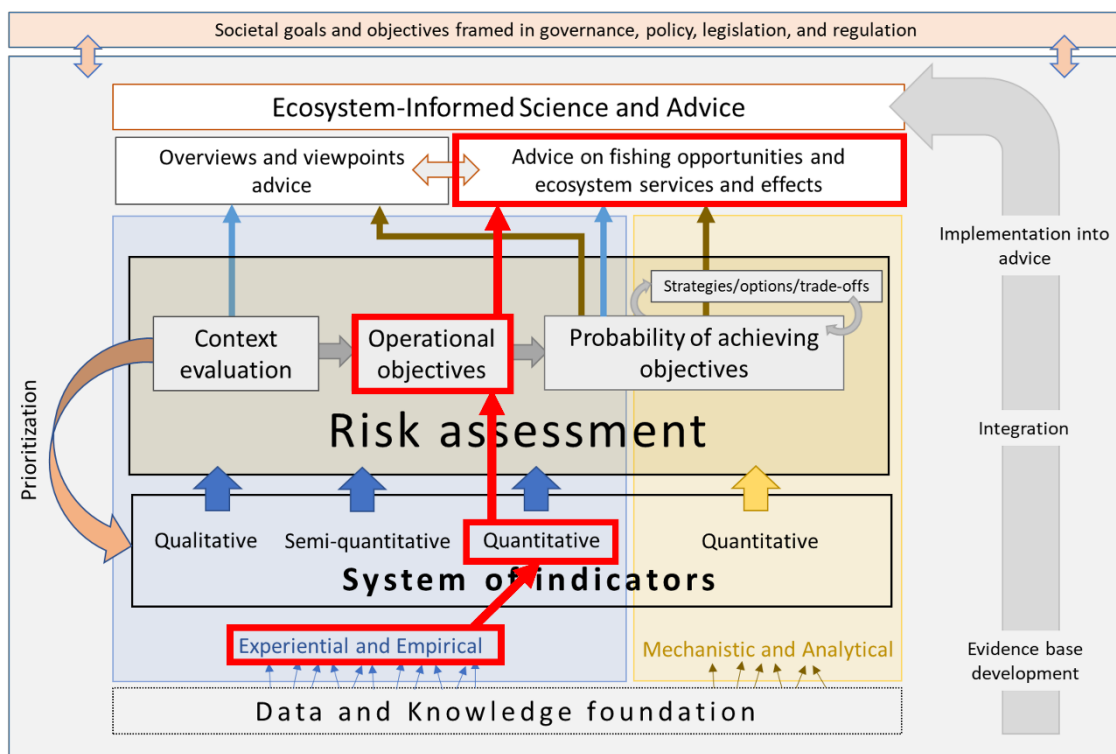 Societal goals and objectives framed in governance, policy, legislation, and regulation
Ecosystem-Informed Science and Advice
Overviews and viewpoints
advice
Advice on fishing opportunities and
ecosystem services and effects
Implementation into
advice
Strategies/options/trade-offs
Context
evaluation
Operational
objectives
Probability of achieving
objectives
Risk assessment
Prioritization
Integration
Qualitative
Semi-quantitative
Quantitative
Quantitative
System of indicators
Experiential and Empirical
Mechanistic and Analytical
Evidence base
development
Data and Knowledge foundation